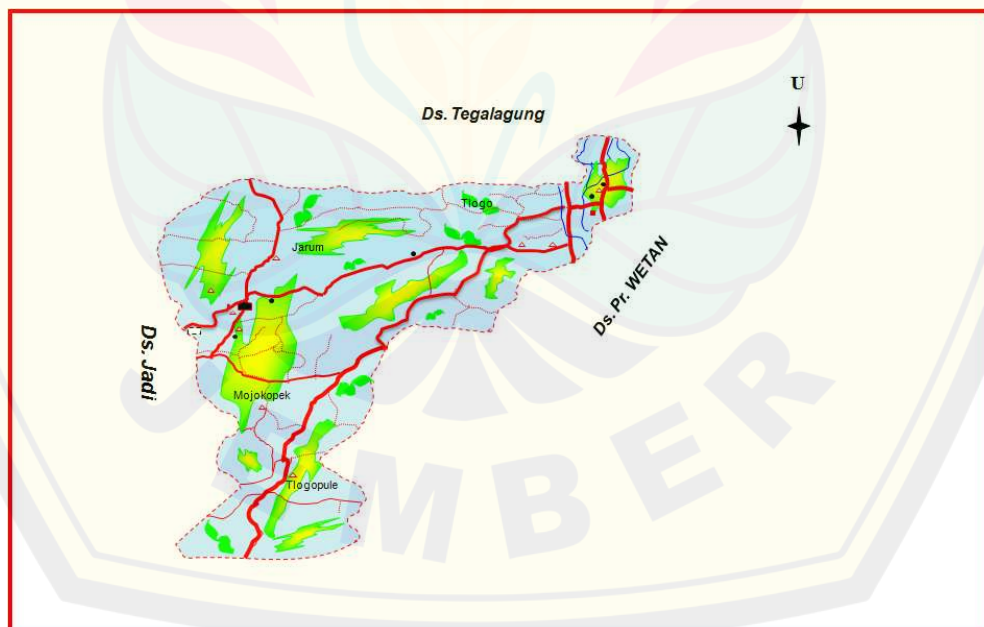 U
Ds. Tegalagung
Tlogo
Jarum
Ds. Pr. WETAN
Ds. Jadi
Mojokopek
Tlogopule
JEMBER